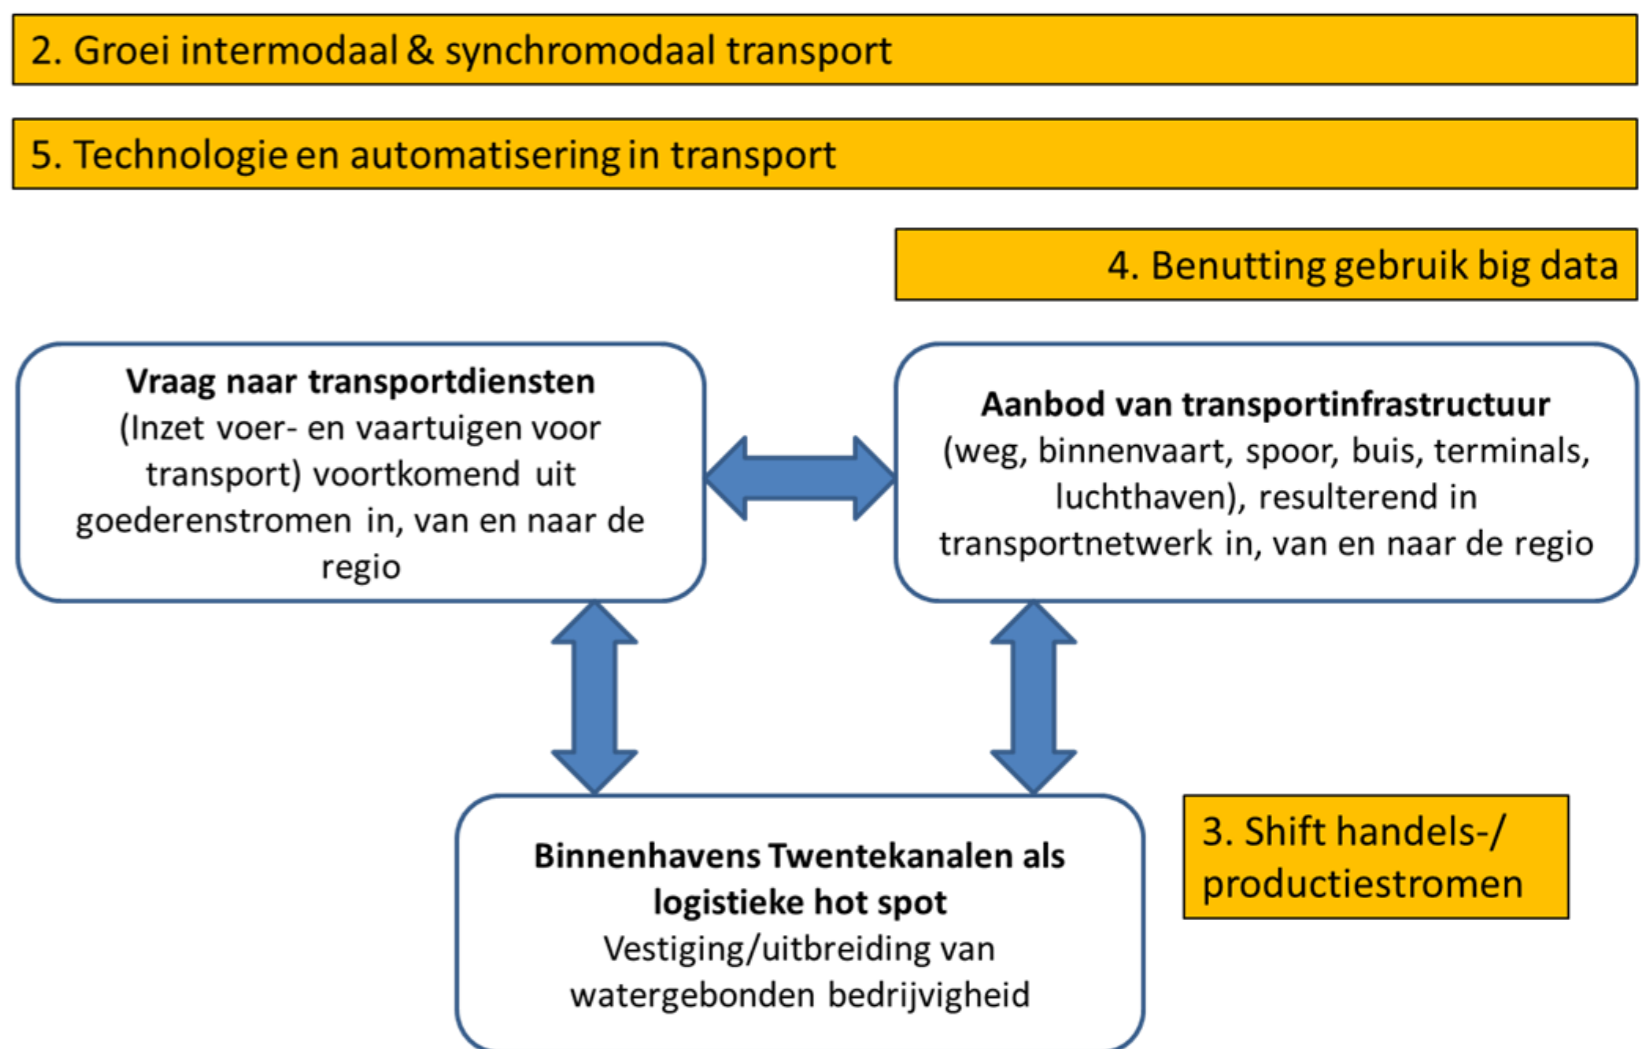 2. Groei intermodaal & synchromodaal transport
5. Technologie en automatisering in transport
4. Benutting gebruik big data
Vraag naar transportdiensten
(Inzet voer- en vaartuigen voor
transport) voortkomend uit
goederenstromen in, van en naar de
regio
Aanbod van transportinfrastructuur
(weg, binnenvaart, spoor, buis, terminals,
luchthaven), resulterend in
transportnetwerk in, van en naar de regio
Binnenhavens Twentekanalen als
logistieke hot spot
Vestiging/uitbreiding van
watergebonden bedrijvigheid
3. Shift handels-/
productiestromen